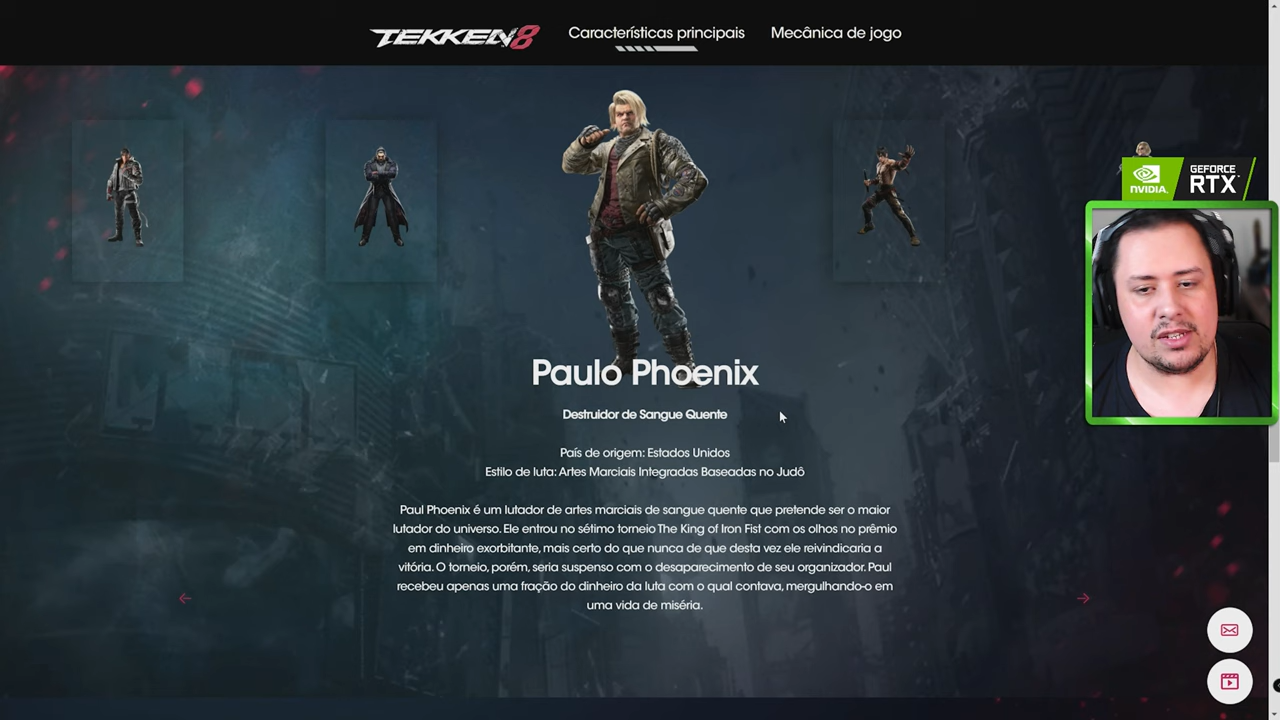 TEKKEN 8
Características principais
Mecânica de jogo
NVIDIA.
GEFORCE
RTX
Paulo Phoenix
Destruidor de Sangue Quente
País de origem: Estados Unidos
Estilo de luta: Artes Marciais Integradas Baseadas no Judô
Paul Phoenix é um lutador de artes marciais de sangue quente que pretende ser o maior
lutador do universo. Ele entrou no sétimo torneio The King of Iron Fist com os olhos no prêmio
em dinheiro exorbitante, mais certo do que nunca de que desta vez ele reivindicaria a
vitória. O torneio, porém, seria suspenso com o desaparecimento de seu organizador. Paul
recebeu apenas uma fração do dinheiro da luta com o qual contava, mergulhando-o em
uma vida de miséria.